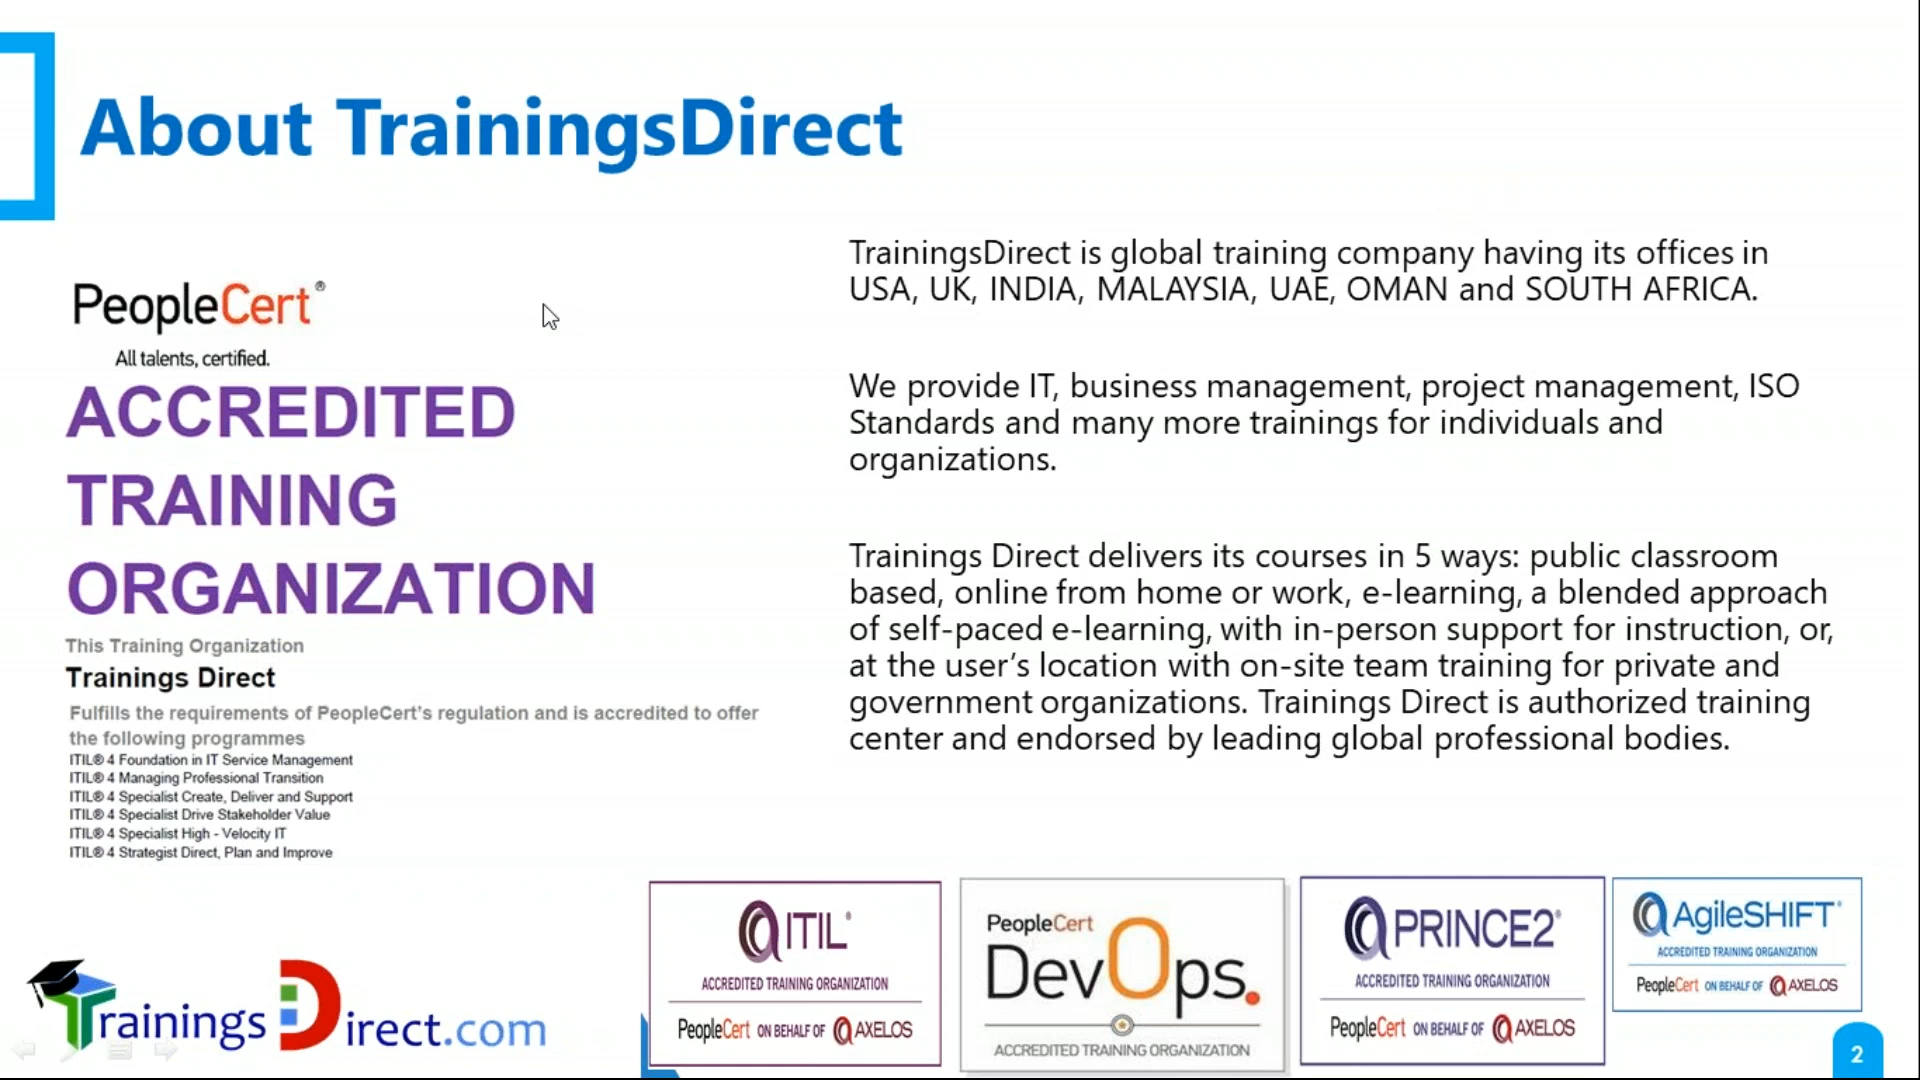 About TrainingsDirect
PeopleCert®
All talents, certified.
ACCREDITED
TRAINING
ORGANIZATION
This Training Organization
Trainings Direct
Fulfills the requirements of PeopleCert's regulation and is accredited to offer
the following programmes
ITIL® 4 Foundation in IT Service Management
ITIL® 4 Managing Professional Transition
ITIL® 4 Specialist Create, Deliver and Support
ITIL® 4 Specialist Drive Stakeholder Value
ITIL® 4 Specialist High - Velocity IT
ITIL® 4 Strategist Direct, Plan and Improve
TrainingsDirect is global training company having its offices in
USA, UK, INDIA, MALAYSIA, UAE, OMAN and SOUTH AFRICA.
We provide IT, business management, project management, ISO
Standards and many more trainings for individuals and
organizations.
Trainings Direct delivers its courses in 5 ways: public classroom
based, online from home or work, e-learning, a blended approach
of self-paced e-learning, with in-person support for instruction, or,
at the user’s location with on-site team training for private and
government organizations. Trainings Direct is authorized training
center and endorsed by leading global professional bodies.
TrainingsDirect.com
ITIL®
ACCREDITED TRAINING ORGANIZATION
PeopleCert ON BEHALF OF AXELOS
PeopleCert
DevOps.
ACCREDITED TRAINING ORGANIZATION
PRINCE2®
ACCREDITED TRAINING ORGANIZATION
PeopleCert ON BEHALF OF AXELOS
AgileSHIFT®
ACCREDITED TRAINING ORGANIZATION
PeopleCert ON BEHALF OF AXELOS
2